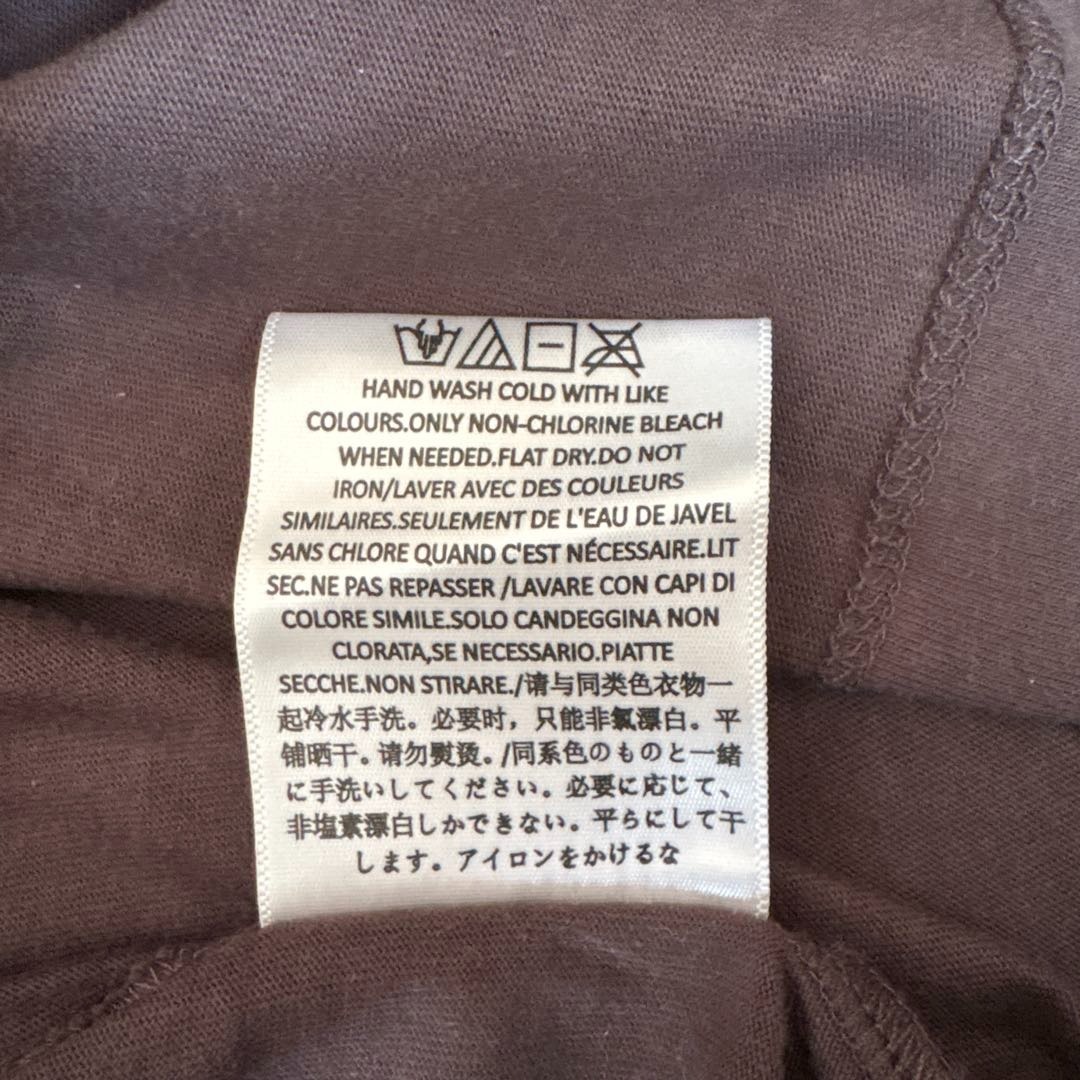 HAND WASH COLD WITH LIKE
COLOURS.ONLY NON-CHLORINE BLEACH
WHEN NEEDED.FLAT DRY.DO NOT
IRON/LAVER AVEC DES COULEURS
SIMILAIRES.SEULEMENT DE L'EAU DE JAVEL
SANS CHLORE QUAND C'EST NÉCESSAIRE.LIT
SEC.NE PAS REPASSER /LAVARE CON CAPI DI
COLORE SIMILE.SOLO CANDEGGINA NON
CLORATA,SE NECESSARIO.PIATTE
SECCHE.NON STIRARE./请与同类色衣物一
起冷水手洗。必要时，只能非氯漂白。平
铺晒干。请勿熨烫。/同系色のものと一緒
に手洗いしてください。必要に応じて、
非塩素漂白しかできない。平らにして干
します。アイロンをかけるな